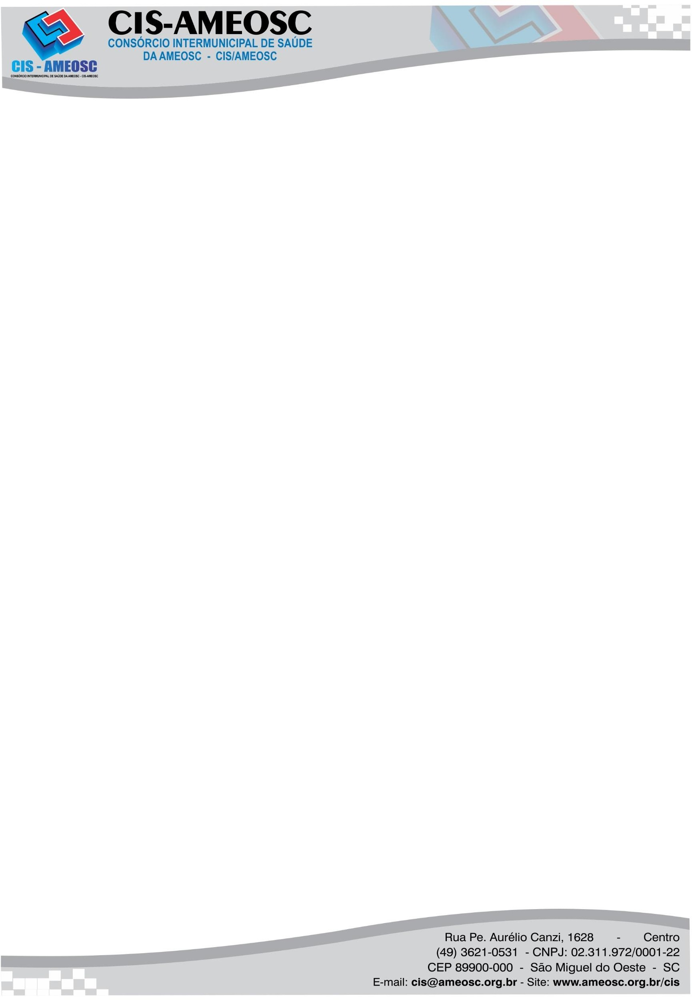 CIS-AMEOSC
CONSÓRCIO INTERMUNICIPAL DE SAÚDE
DA AMEOSC - CIS/AMEOSC
CIS - AMEOSC
CONSÓRCIO INTERMUNICIPAL DE SAÚDE DA AMEOSC - CIS-AMEOSC
Rua Pe. Aurélio Canzi, 1628 - Centro
(49) 3621-0531 - CNPJ: 02.311.972/0001-22
CEP 89900-000 - São Miguel do Oeste - SC
E-mail: cis@ameosc.org.br - Site: www.ameosc.org.br/cis